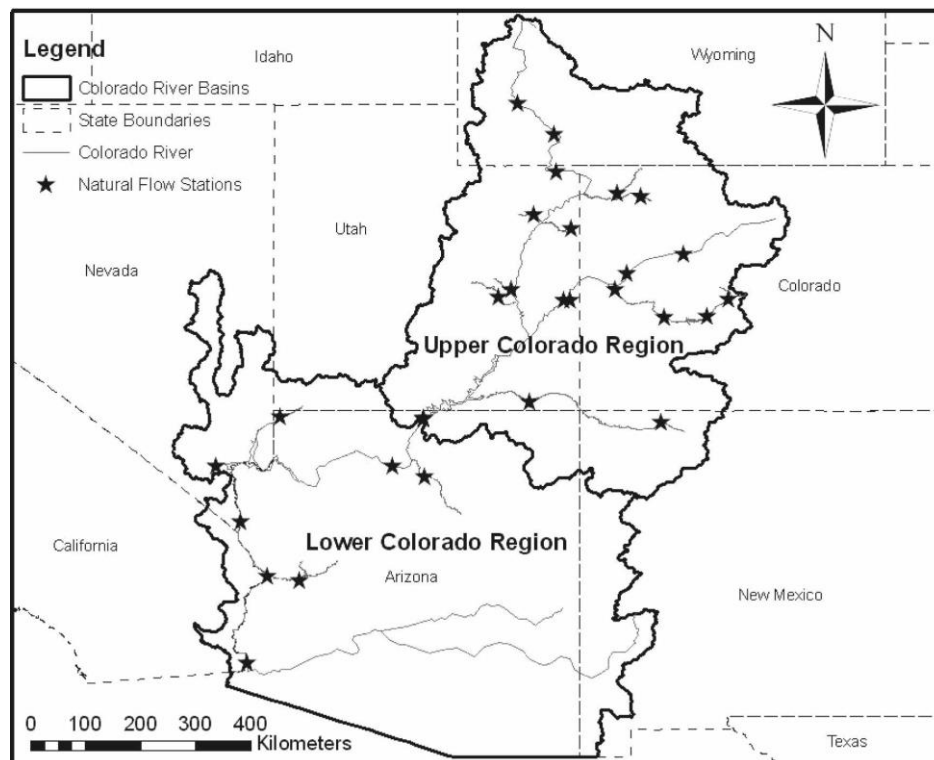 Legend
Colorado River Basins
State Boundaries
Colorado River
Natural Flow Stations
Idaho
Wyoming
N
Utah
Nevada
Colorado
Upper Colorado Region
California
Lower Colorado Region
Arizona
New Mexico
0 100 200 300 400
Kilometers
Texas